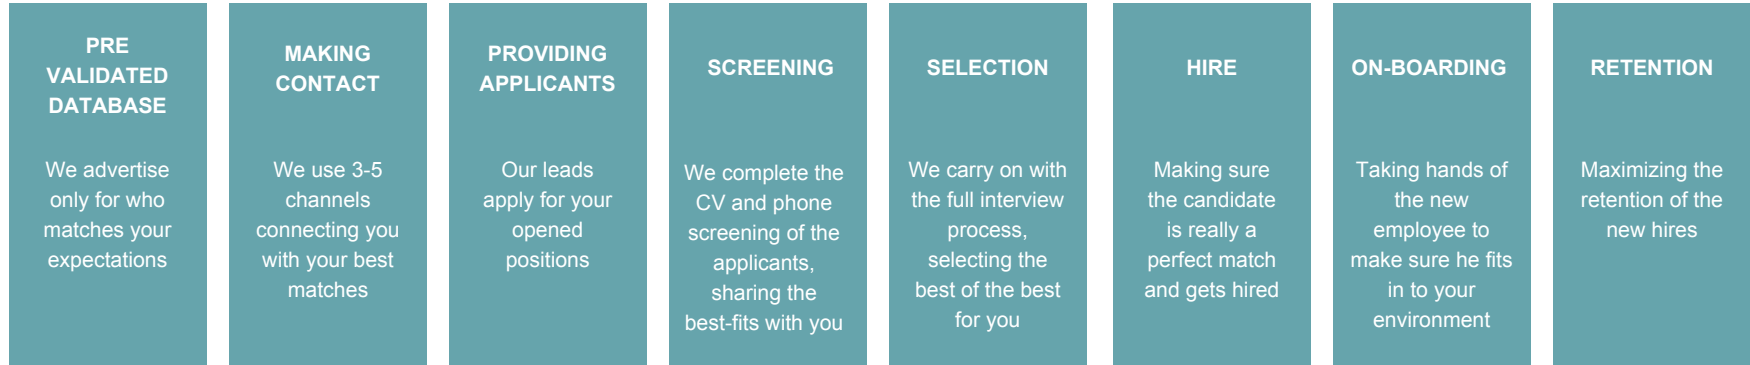 PRE
VALIDATED
DATABASE
We advertise
only for who
matches your
expectations
MAKING
CONTACT
We use 3-5
channels
connecting you
with your best
matches
PROVIDING
APPLICANTS
Our leads
apply for your
opened
positions
SCREENING
We complete the
CV and phone
screening of the
applicants,
sharing the
best-fits with you
SELECTION
We carry on with
the full interview
process,
selecting the
best of the best
for you
HIRE
Making sure
the candidate
is really a
perfect match
and gets hired
ON-BOARDING
Taking hands of
the new
employee to
make sure he fits
in to your
environment
RETENTION
Maximizing the
retention of the
new hires